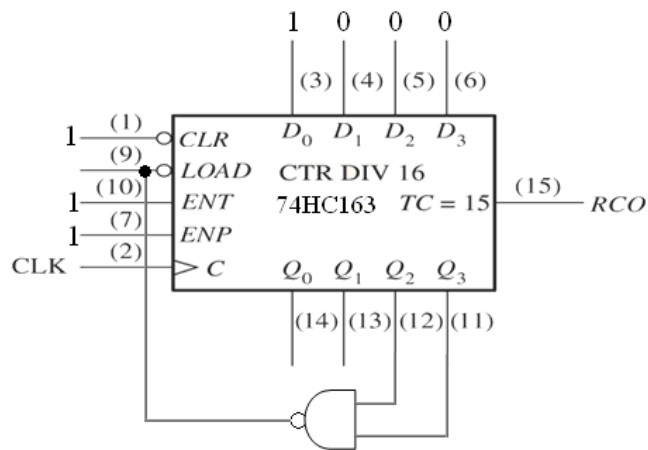 1 0 0 0
(3) (4) (5) (6)
(1)
1 CLR D0 D1 D2 D3
(9)
LOAD CTR DIV 16
(10) (15)
1 ENT 74HC163 TC = 15 RCO
(7)
1 ENP
(2)
CLK C Q0 Q1 Q2 Q3
(14) (13) (12) (11)